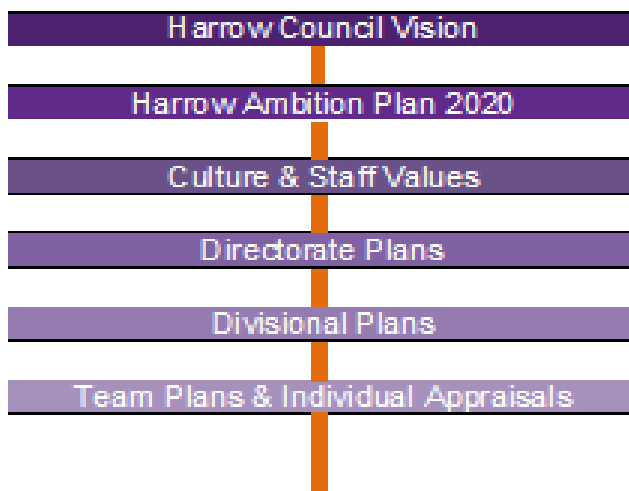 Harrow Council Vision
Harrow Ambition Plan 2020
Culture & Staff Values
Directorate Plans
Divisional Plans
Team Plans & Individual Appraisals